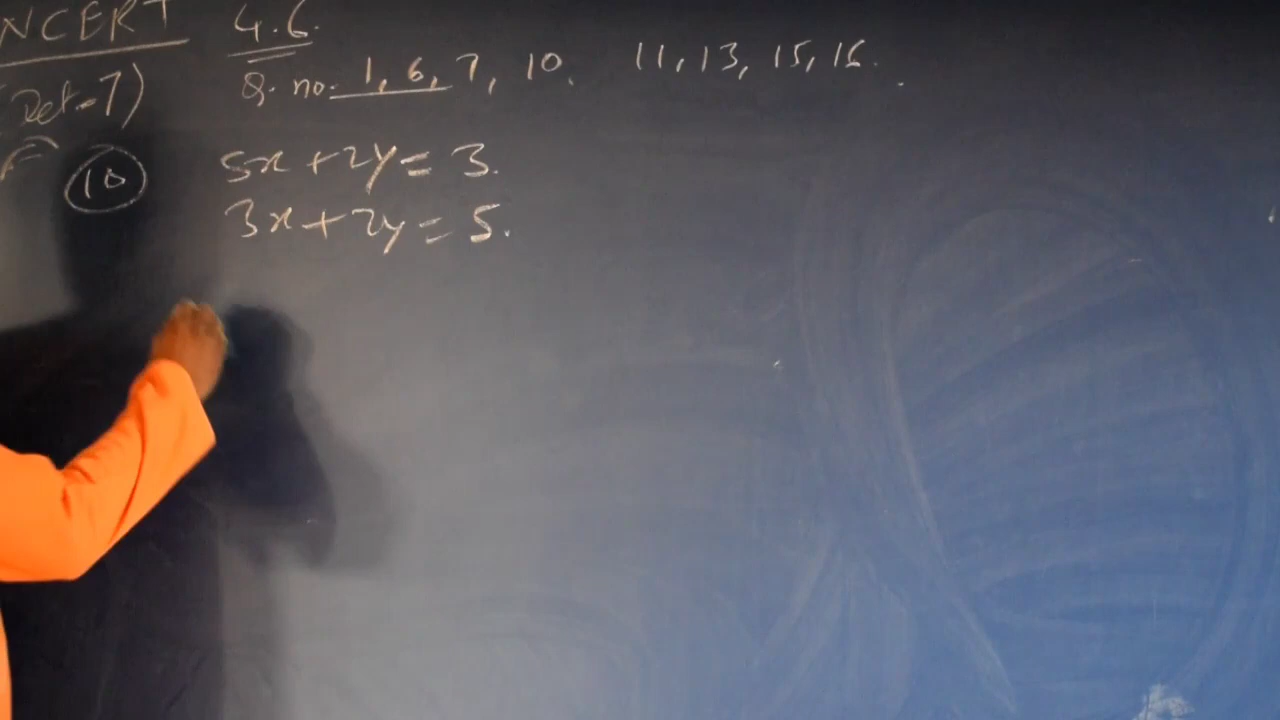 NCERT 4.6.
Q. no. 1, 6, 7, 10. 11, 13, 15, 16.
(Det-7)
10 5x+2y = 3.
3x+2y = 5.